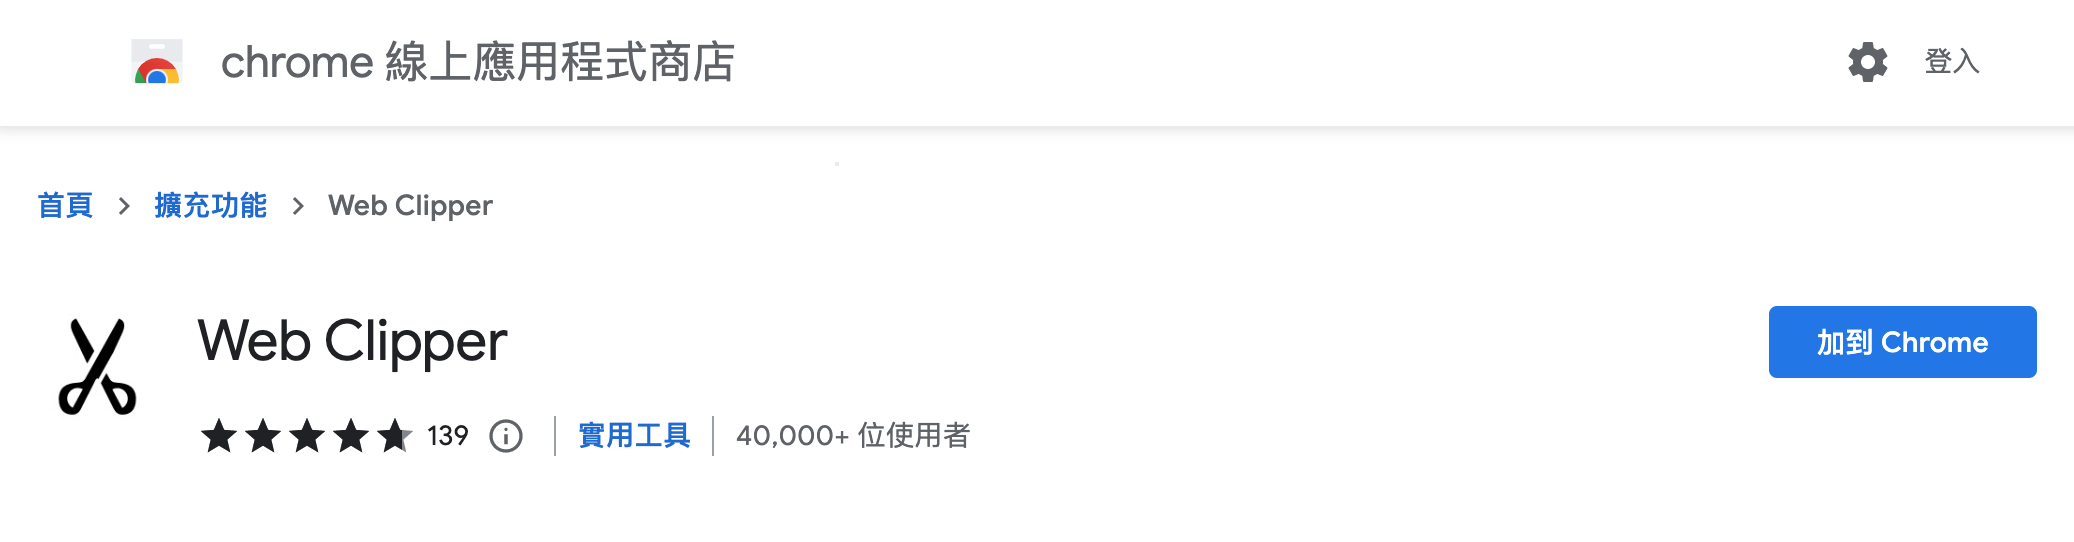 chrome 線上應用程式商店
登入
首頁 > 擴充功能 > Web Clipper
Web Clipper
加到 Chrome
139
實用工具
40,000+ 位使用者